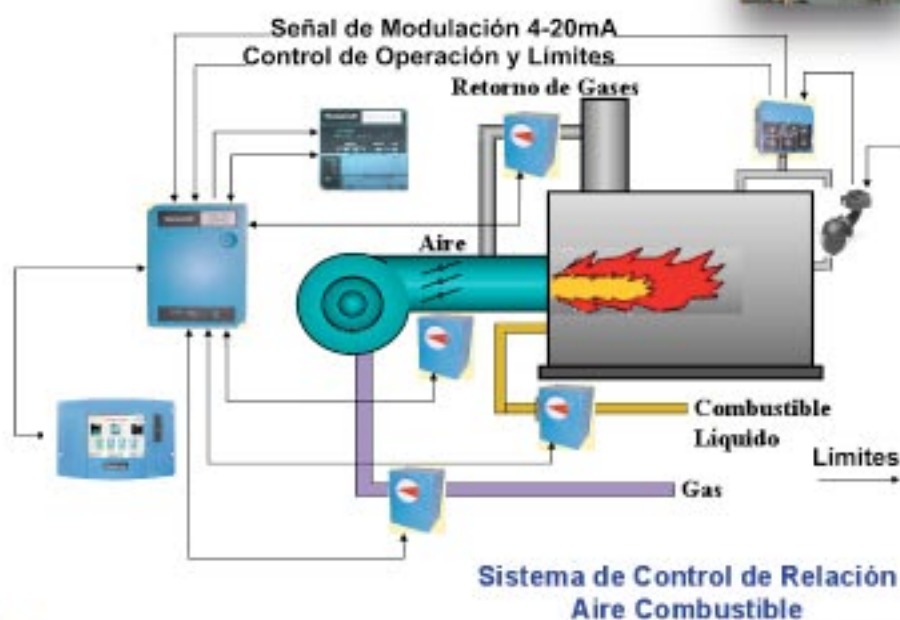 Señal de Modulación 4-20mA
Control de Operación y Límites
Retorno de Gases
Aire
Combustible
Líquido
Límites
Gas
Sistema de Control de Relación
Aire Combustible